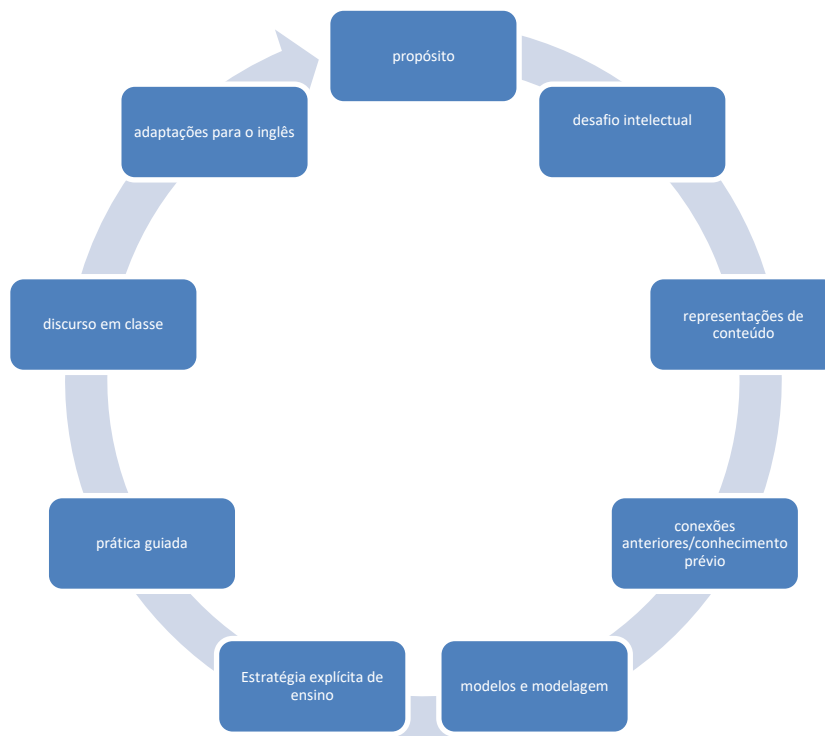 propósito
desafio intelectual
representações de
conteúdo
conexões
anteriores/conhecimento
prévio
modelos e modelagem
Estratégia explícita de
ensino
prática guiada
discurso em classe
adaptações para o inglês